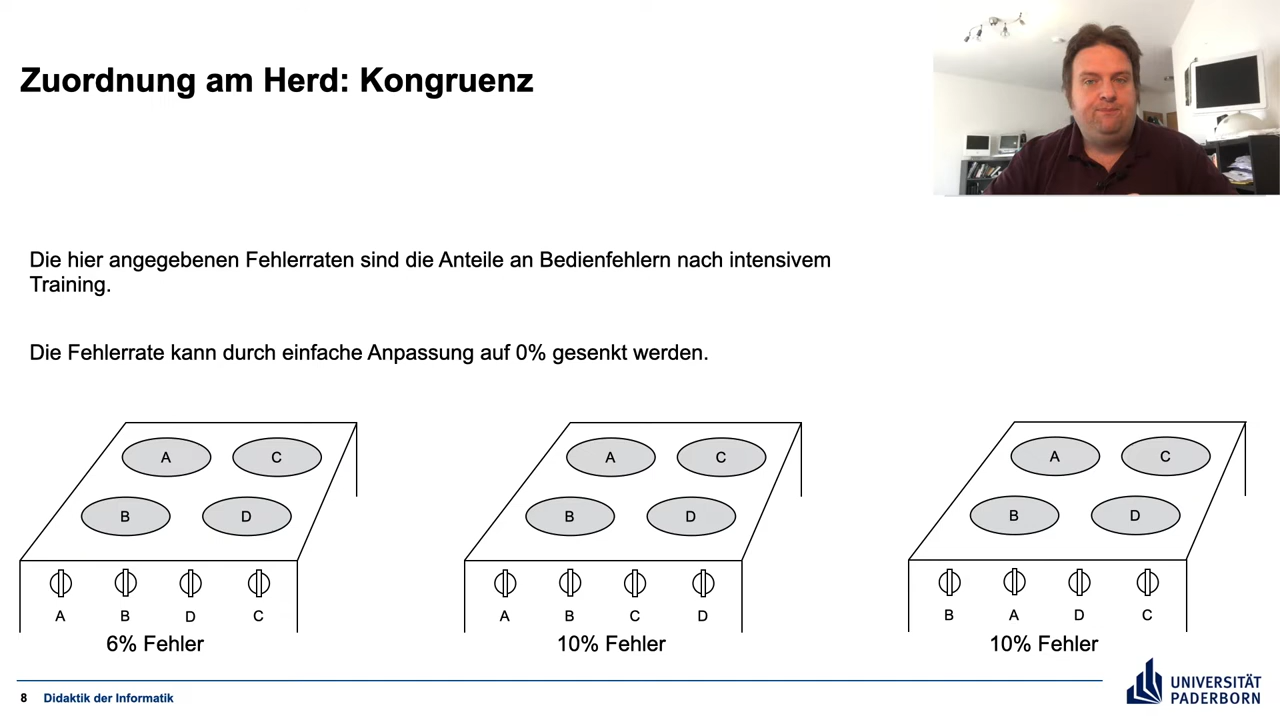 Zuordnung am Herd: Kongruenz
Die hier angegebenen Fehlerraten sind die Anteile an Bedienfehlern nach intensivem
Training.
Die Fehlerrate kann durch einfache Anpassung auf 0% gesenkt werden.
A C
B D
A B D C
6% Fehler
A C
B D
A B C D
10% Fehler
A C
B D
B A D C
10% Fehler
8 Didaktik der Informatik
UNIVERSITÄT
PADERBORN